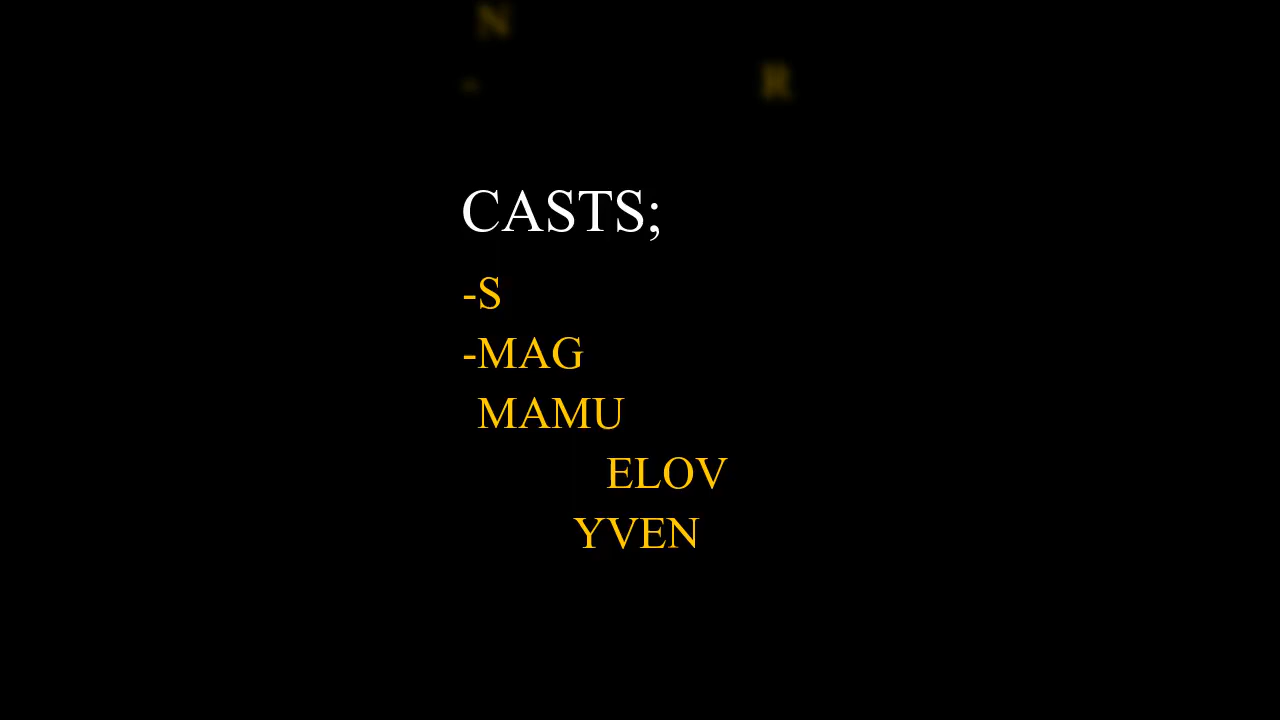 N
- R
CASTS;
-S
-MAG
MAMU
ELOV
YVEN